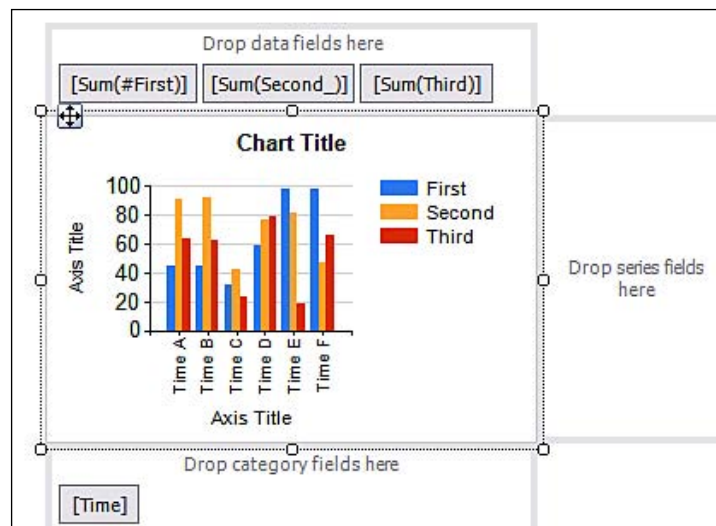 Drop data fields here
[Sum(#First)] [Sum(Second_)] [Sum(Third)]
Chart Title
100
80
60
40
20
0
Axis Title
First
Second
Third
Time A
Time B
Time C
Time D
Time E
Time F
Axis Title
Drop series fields
here
Drop category fields here
[Time]